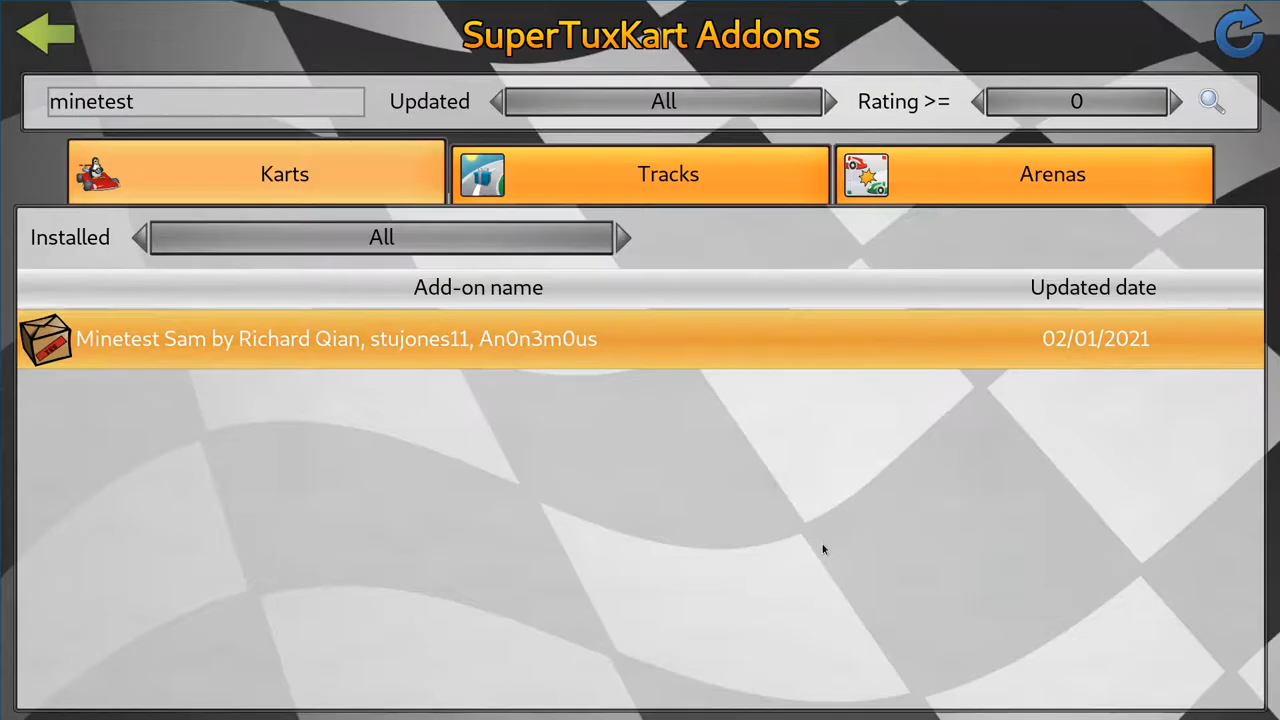 SuperTuxKart Addons
minetest Updated All Rating >= 0
Karts Tracks Arenas
Installed All
Add-on name Updated date
Minetest Sam by Richard Qian, stujones11, An0n3m0us 02/01/2021